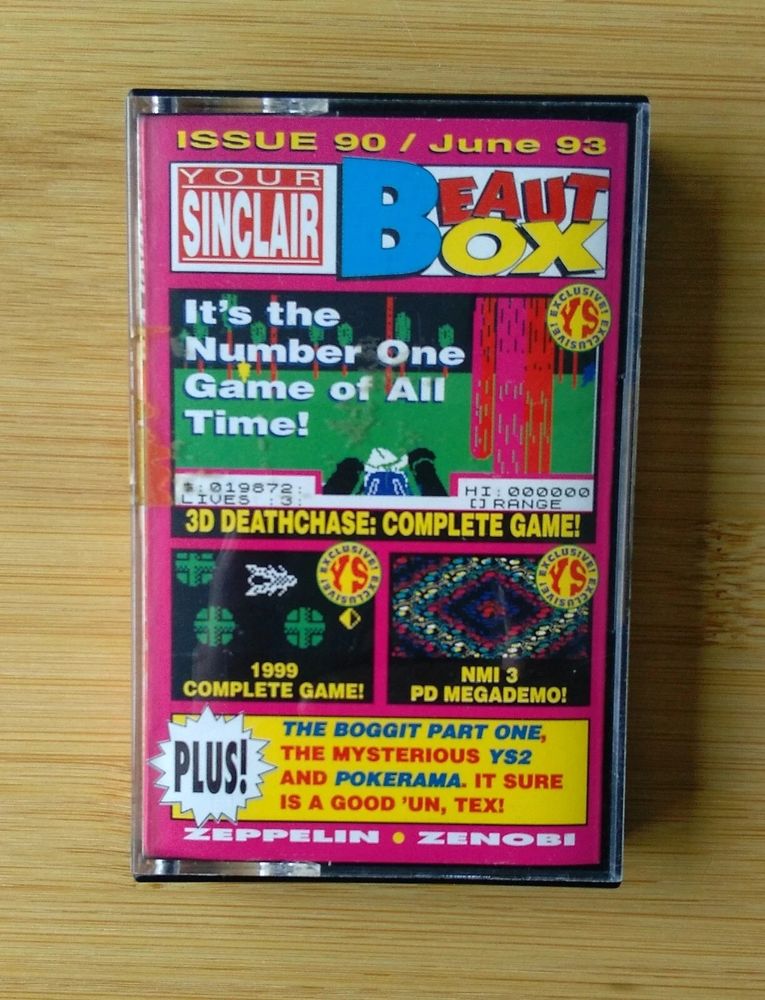 ISSUE 90 / June 93
YOUR
SINCLAIR
BEAUT
BOX
EXCLUSIVE! YS EXCLUSIVE!
It's the
Number One
Game of All
Time!
$:019872:
LIVES :3:
HI:000000
[] RANGE
3D DEATHCHASE: COMPLETE GAME!
EXCLUSIVE! YS EXCLUSIVE!
1999
COMPLETE GAME!
EXCLUSIVE! YS EXCLUSIVE!
NMI 3
PD MEGADEMO!
PLUS!
THE BOGGIT PART ONE,
THE MYSTERIOUS YS2
AND POKERAMA. IT SURE
IS A GOOD 'UN, TEX!
ZEPPELIN • ZENOBI